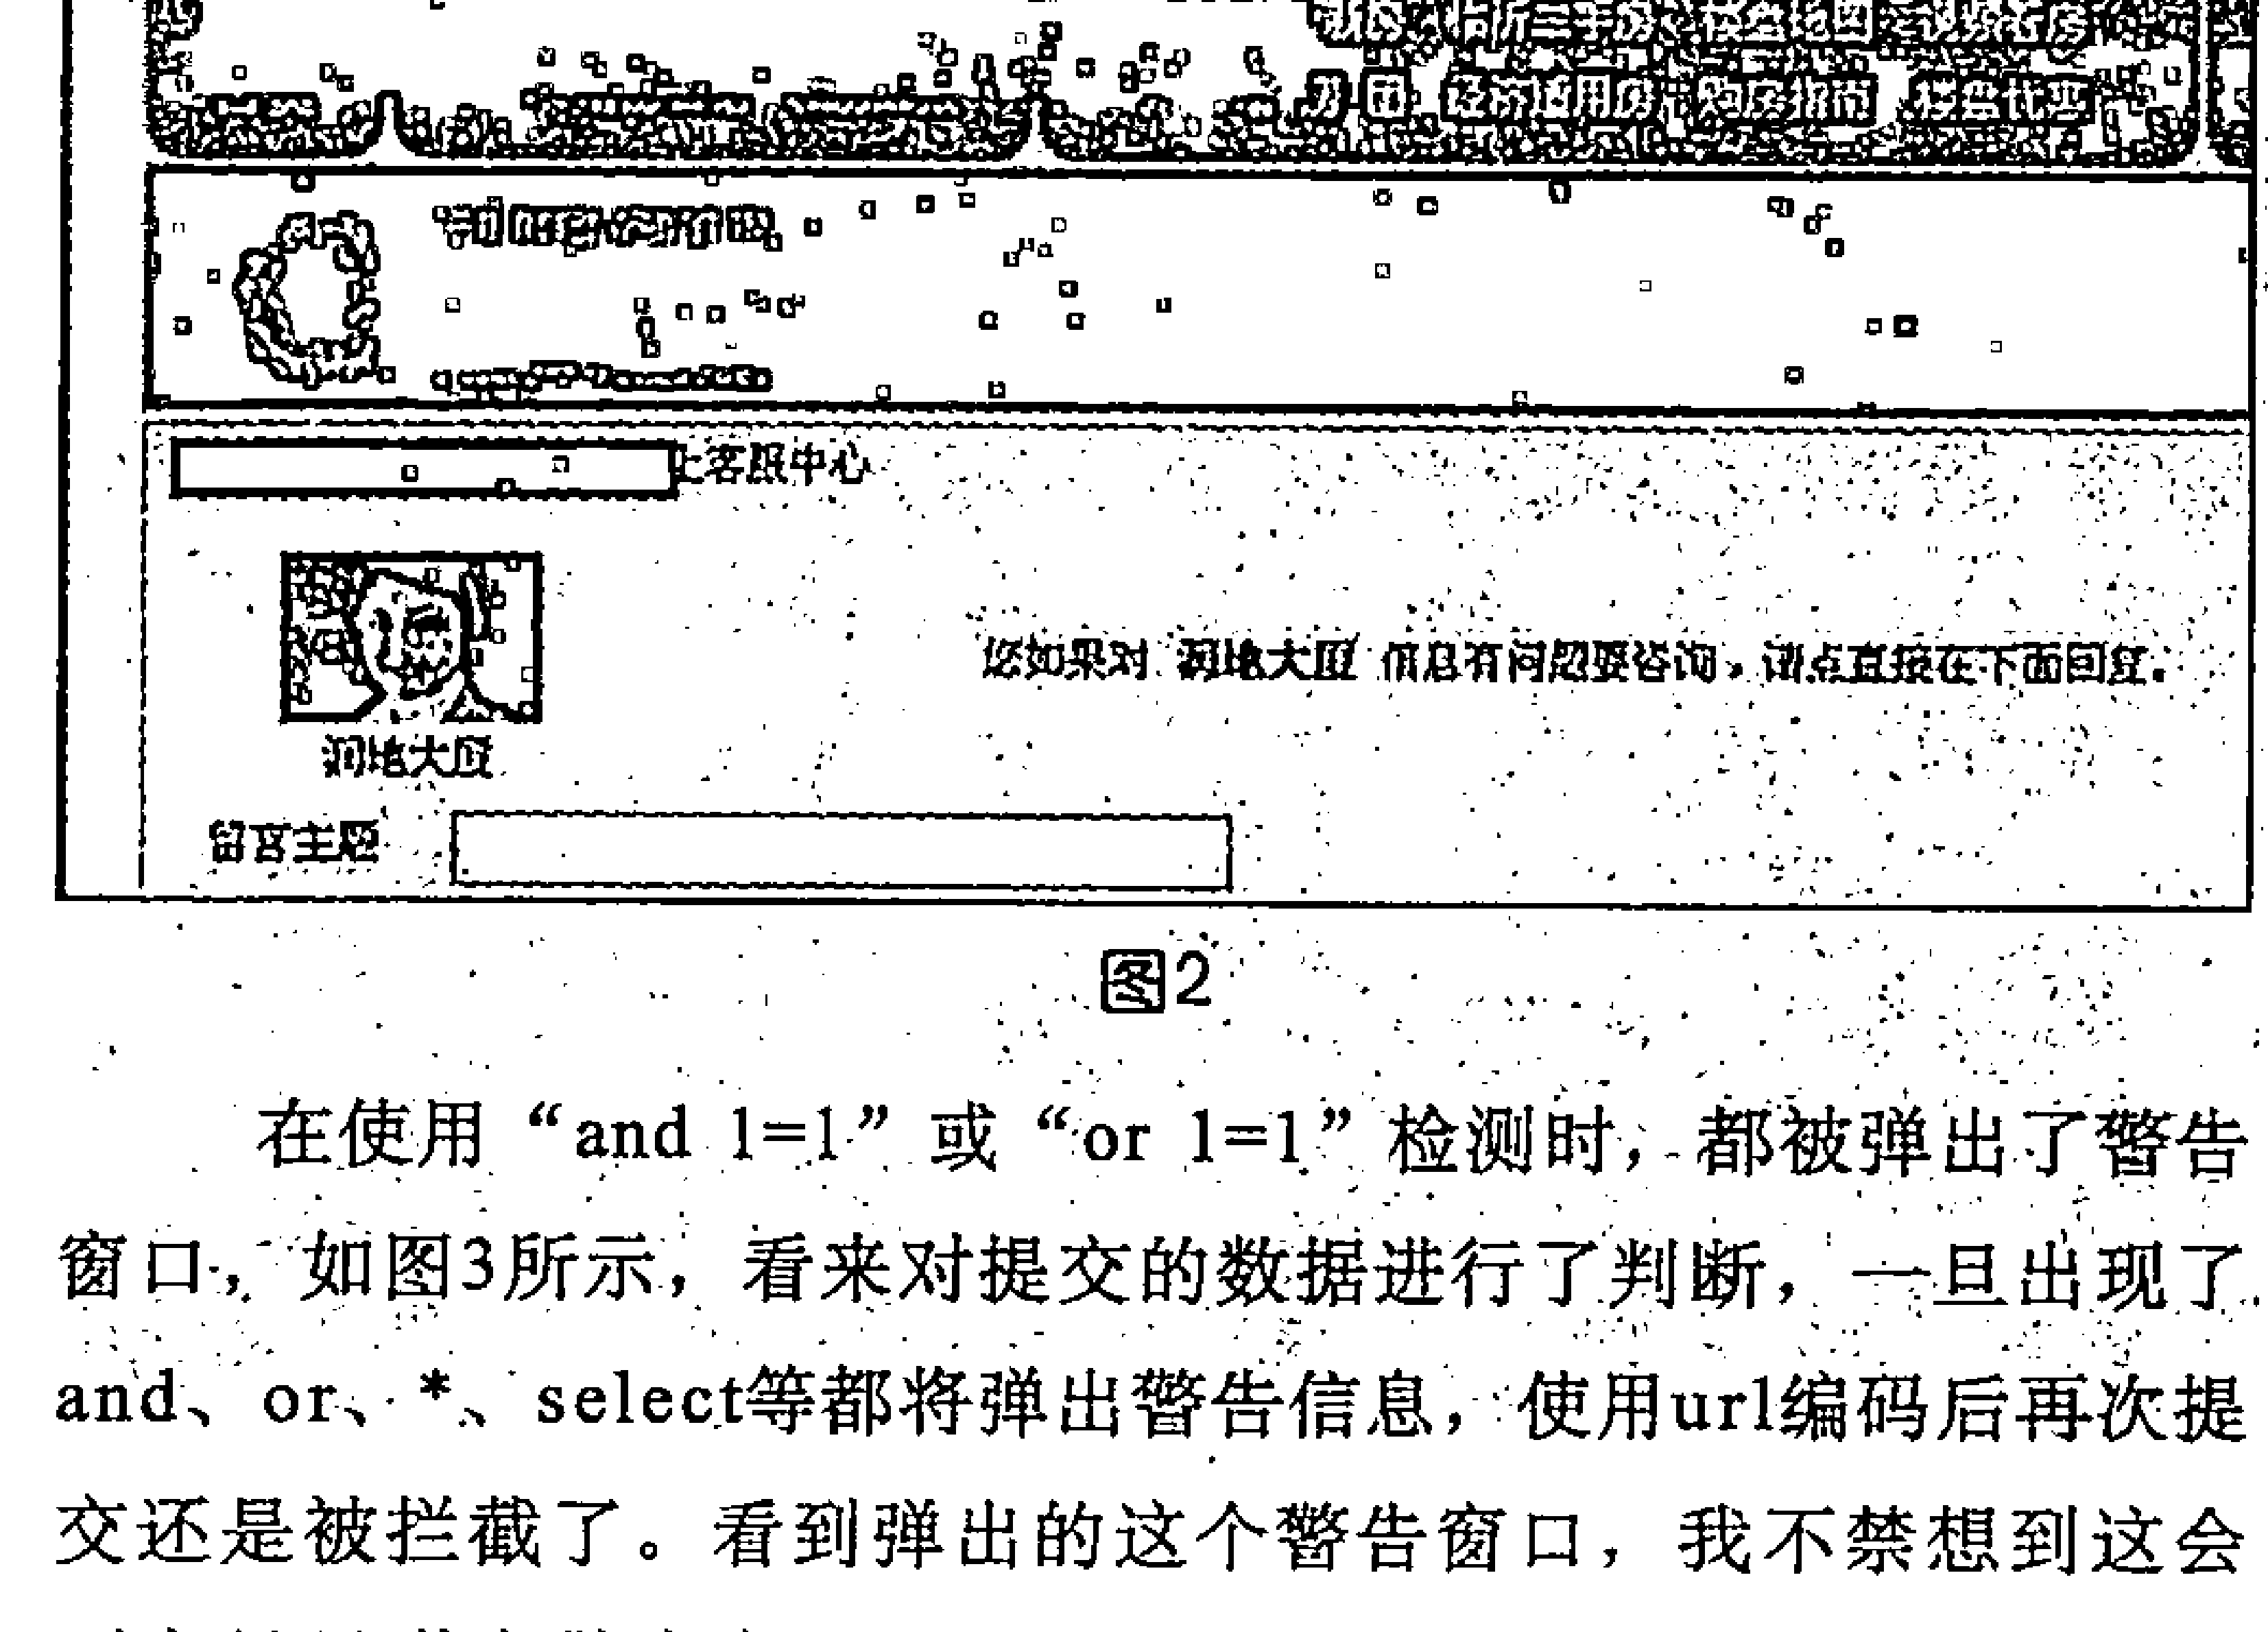 上客服中心
您如果对 润地大厦 信息有问题要咨询，请点直接在下面回复。
润地大厦
留言主题
图2
在使用“and 1=1”或“or 1=1”检测时，都被弹出了警告
窗口，如图3所示，看来对提交的数据进行了判断，一旦出现了
and、or、*、select等都将弹出警告信息，使用url编码后再次提
交还是被拦截了。看到弹出的这个警告窗口，我不禁想到这会